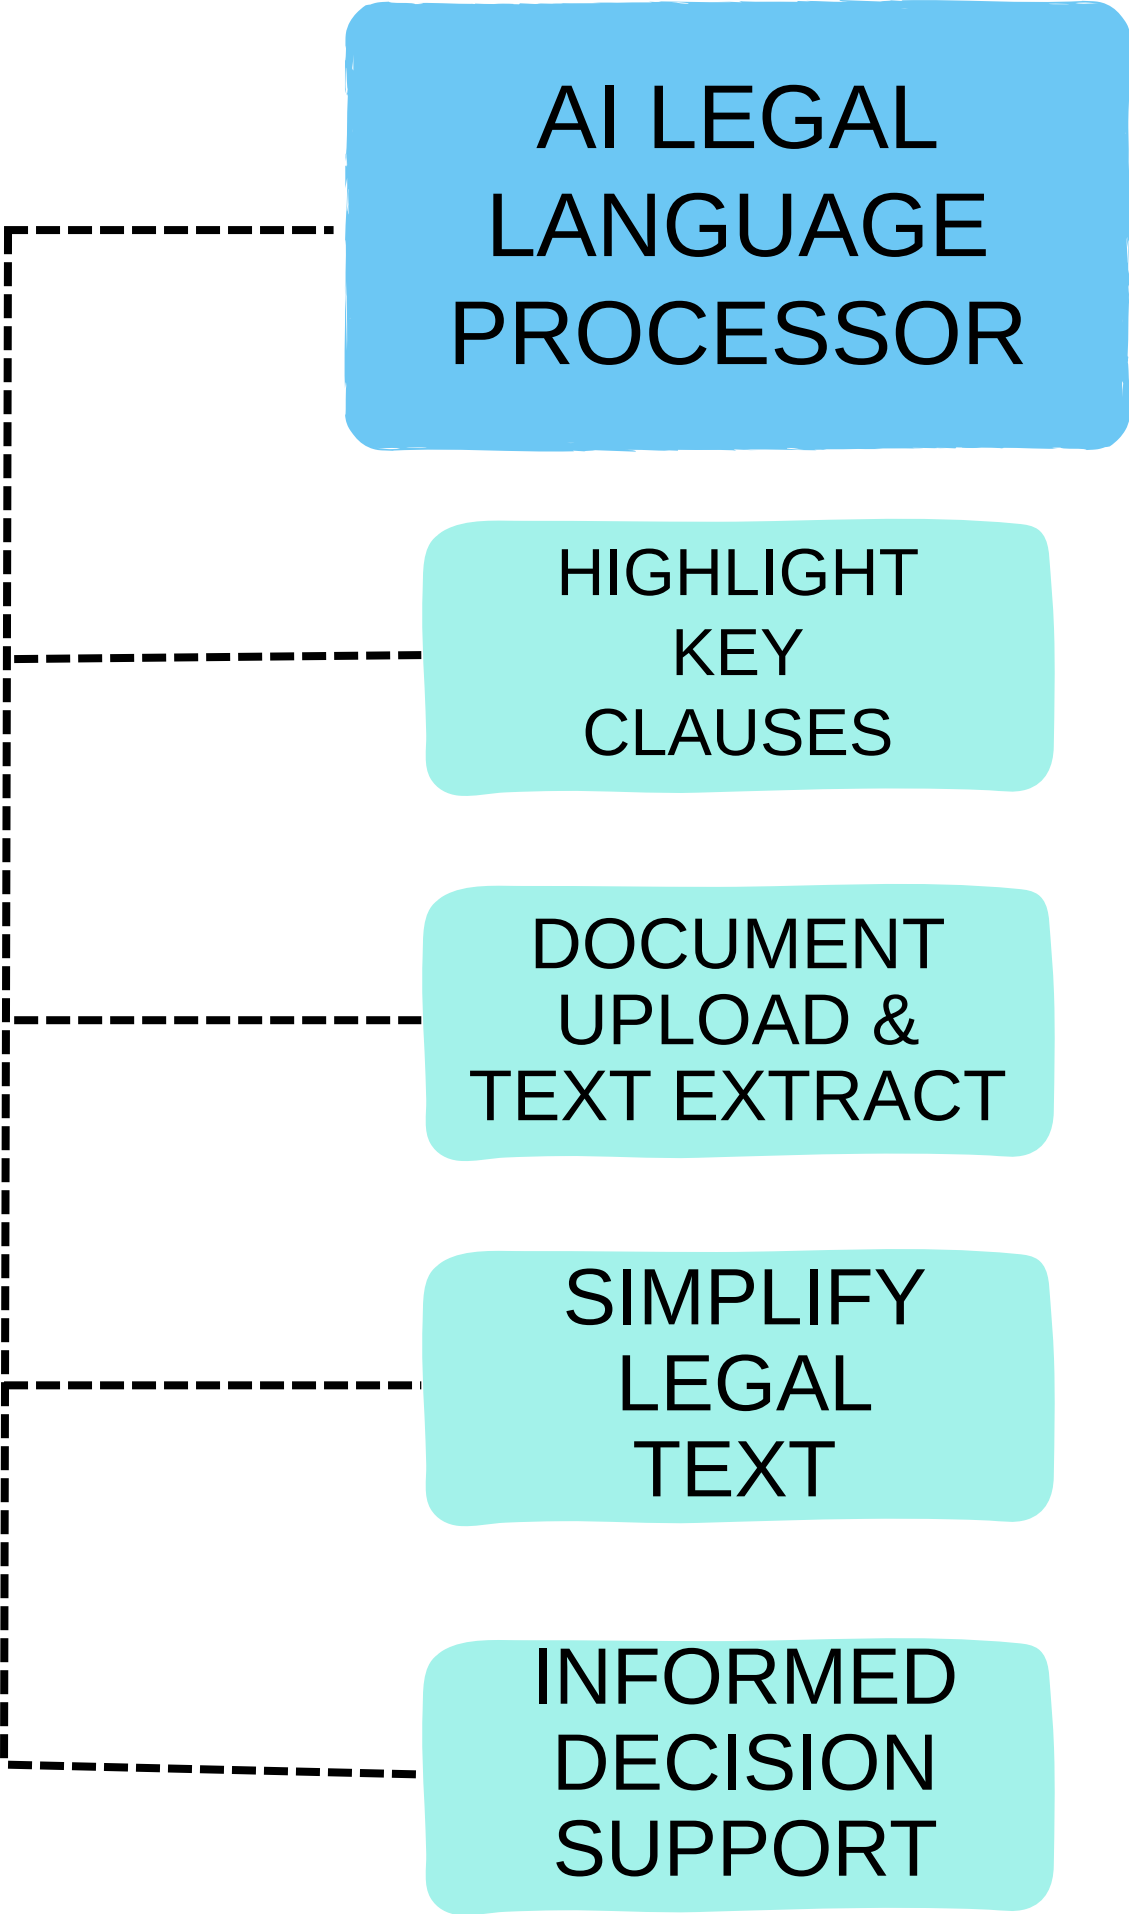 AI LEGAL
LANGUAGE
PROCESSOR
HIGHLIGHT
KEY
CLAUSES
DOCUMENT
UPLOAD &
TEXT EXTRACT
SIMPLIFY
LEGAL
TEXT
INFORMED
DECISION
SUPPORT